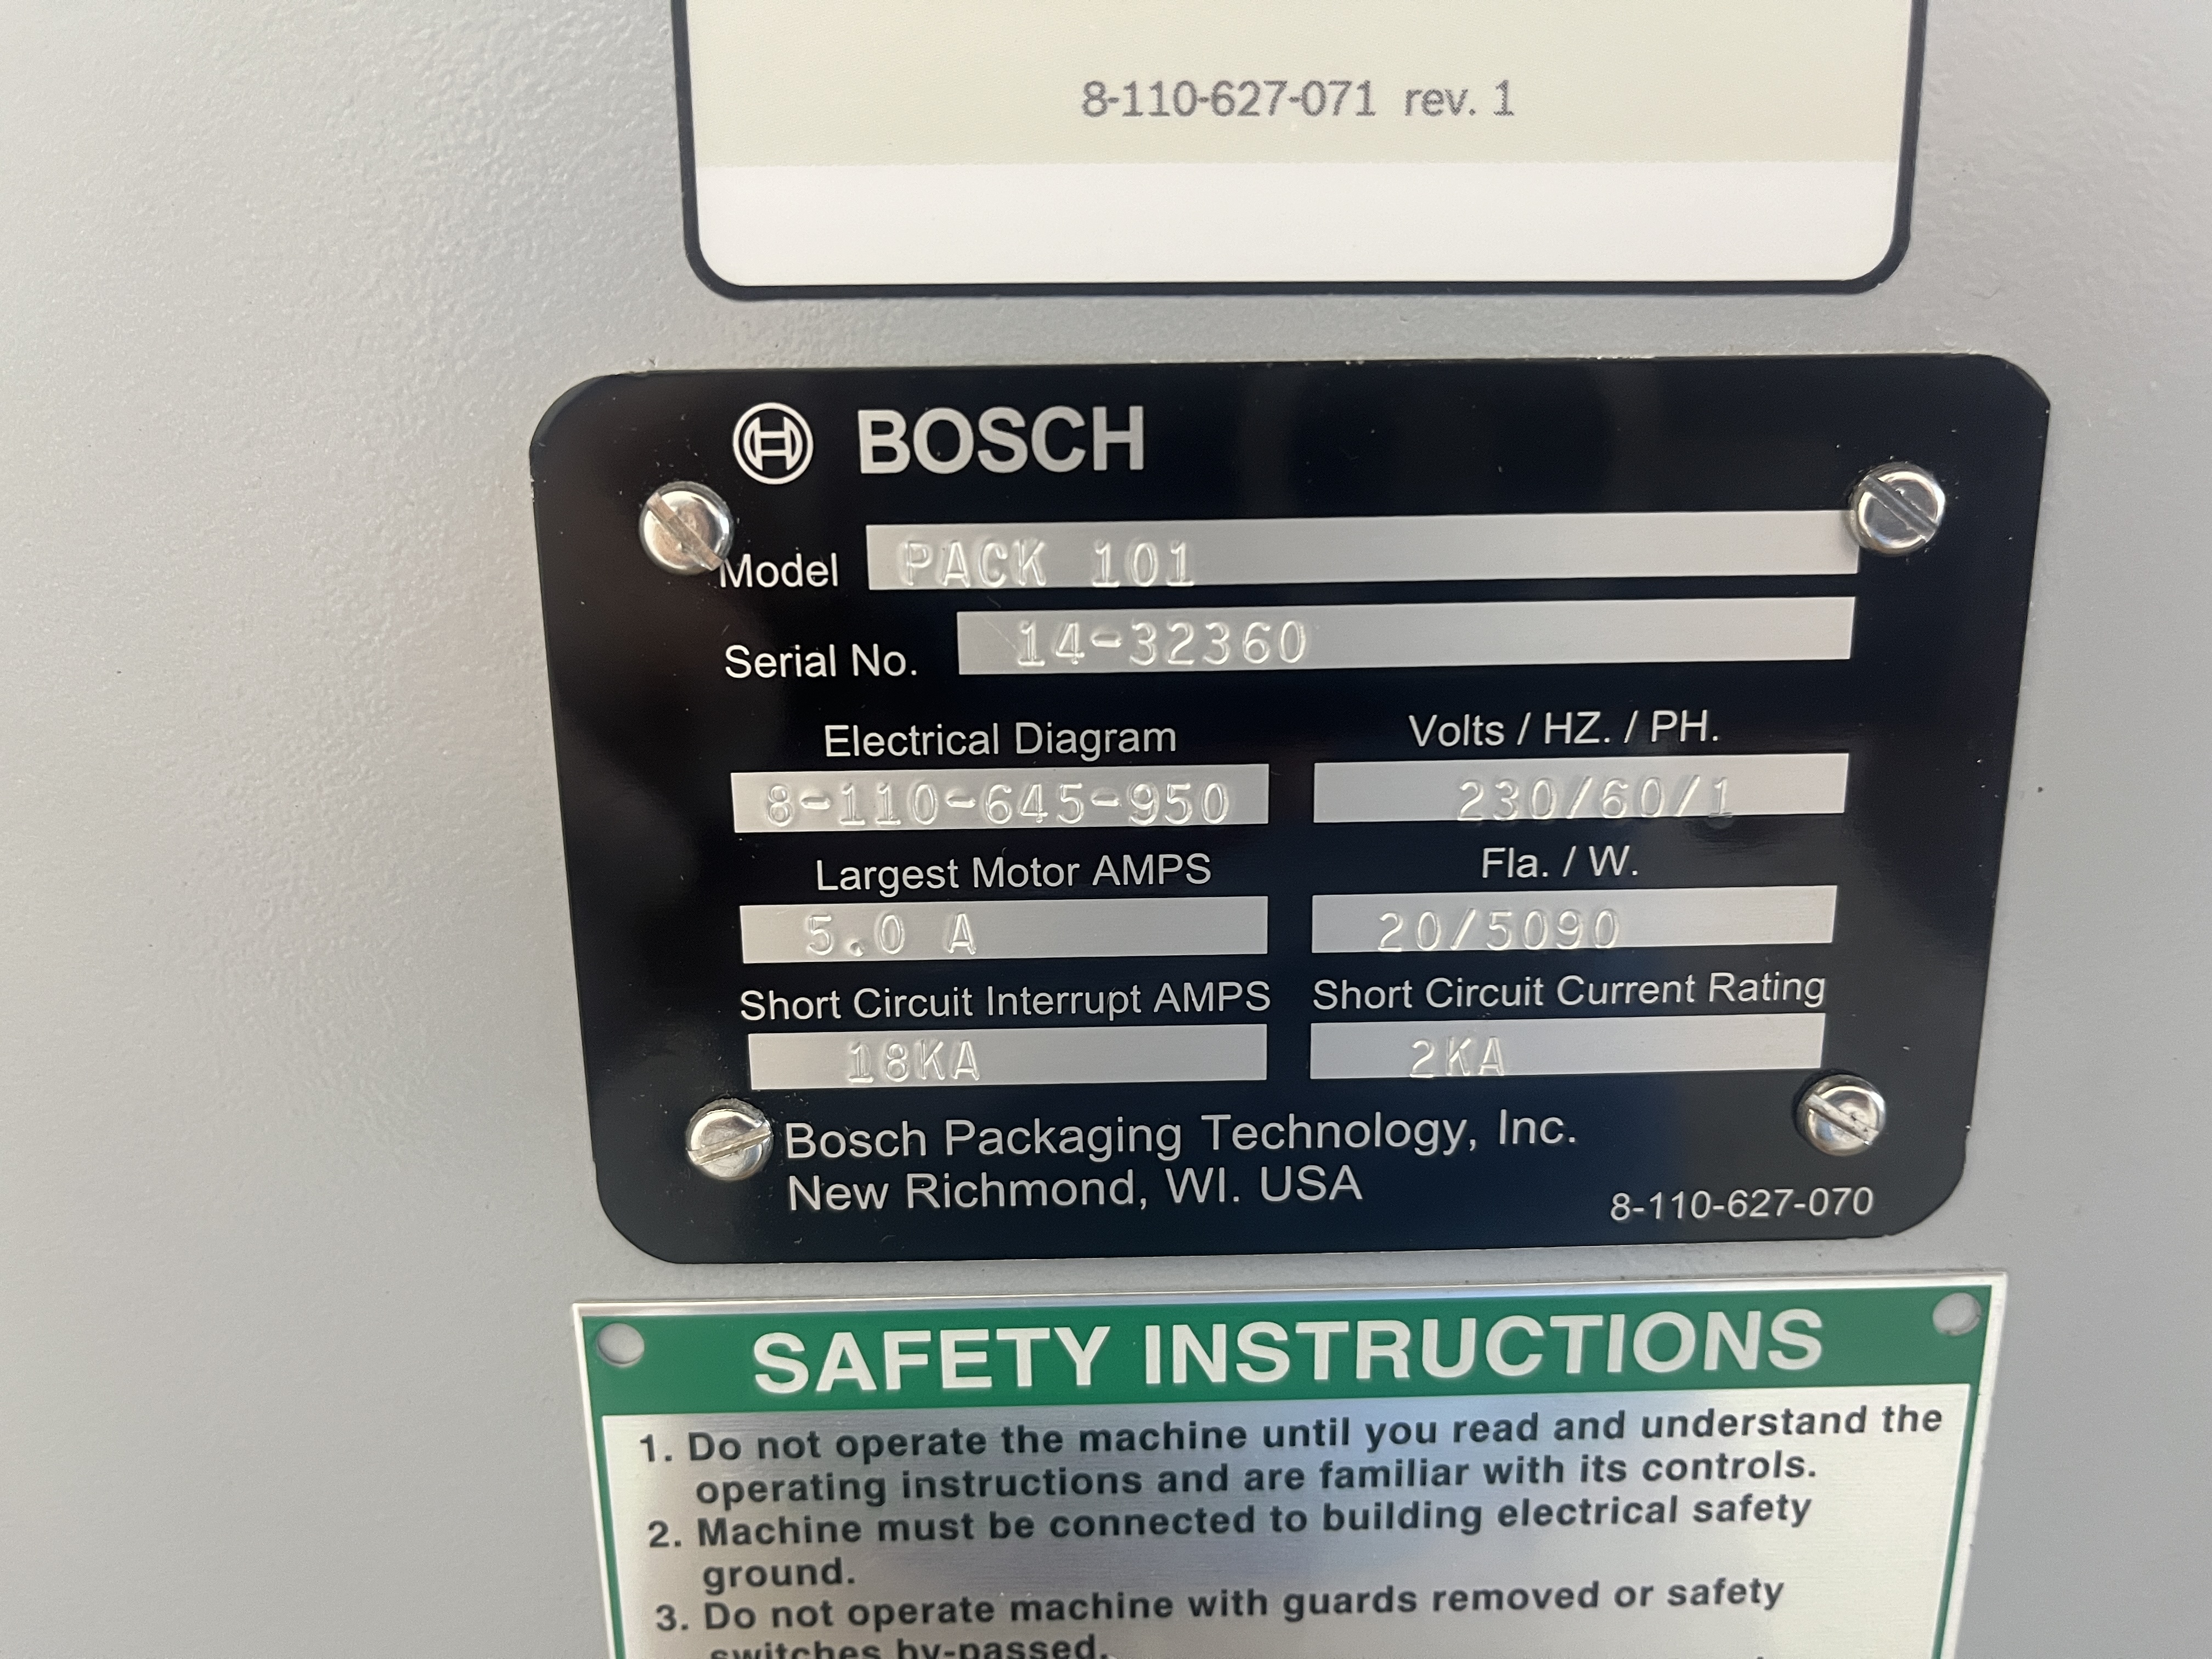 8-110-627-071 rev. 1
BOSCH
Model PACK 101
Serial No. 14-32360
Electrical Diagram Volts / HZ. / PH.
8-110-645-950 230/60/1
Largest Motor AMPS Fla. / W.
5.0 A 20/5090
Short Circuit Interrupt AMPS Short Circuit Current Rating
18KA 2KA
Bosch Packaging Technology, Inc.
New Richmond, WI. USA
8-110-627-070
SAFETY INSTRUCTIONS
1. Do not operate the machine until you read and understand the
operating instructions and are familiar with its controls.
2. Machine must be connected to building electrical safety
ground.
3. Do not operate machine with guards removed or safety
switches by-passed.